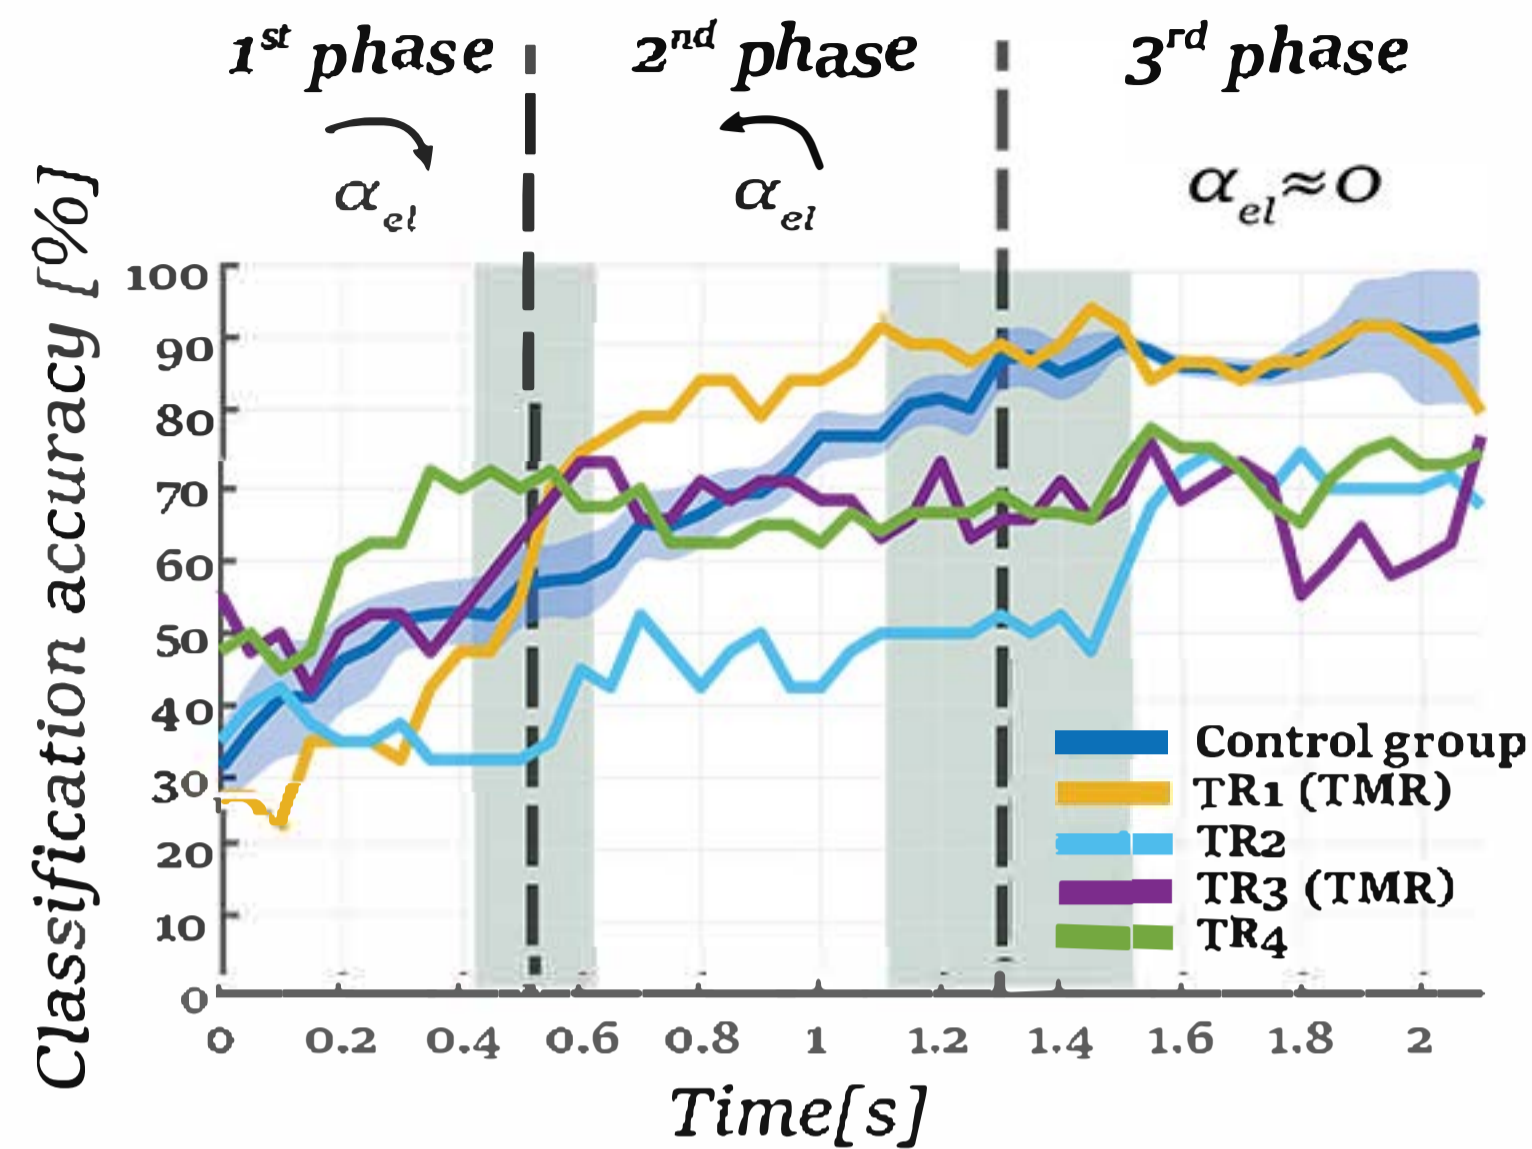 1st phase
2nd phase
3rd phase
αel
αel
αel≈0
Classification accuracy [%]
100
90
80
70
60
50
40
30
20
10
0
0 0.2 0.4 0.6 0.8 1 1.2 1.4 1.6 1.8 2
Time[s]
Control group
TR1 (TMR)
TR2
TR3 (TMR)
TR4